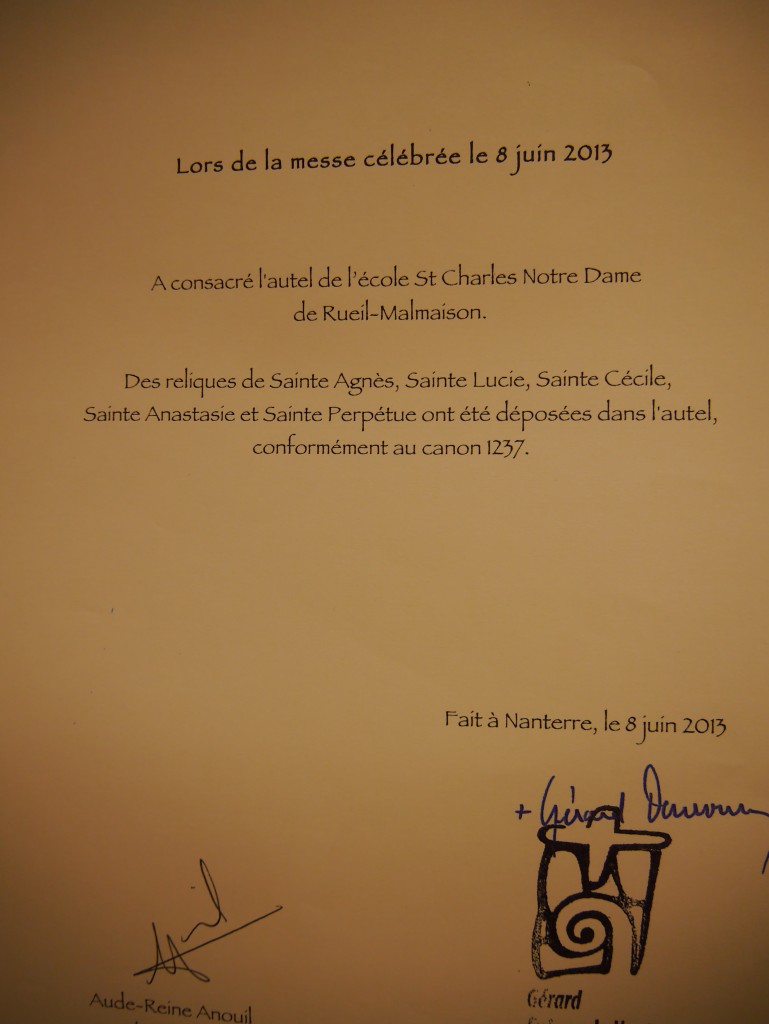 Lors de la messe célébrée le 8 juin 2013
A consacré l'autel de l'école St Charles Notre Dame
de Rueil-Malmaison.
Des reliques de Sainte Agnès, Sainte Lucie, Sainte Cécile,
Sainte Anastasie et Sainte Perpétue ont été déposées dans l'autel,
conformément au canon 1237.
Fait à Nanterre, le 8 juin 2013
+ Gérard
Aude-Reine Anouil
Gérard